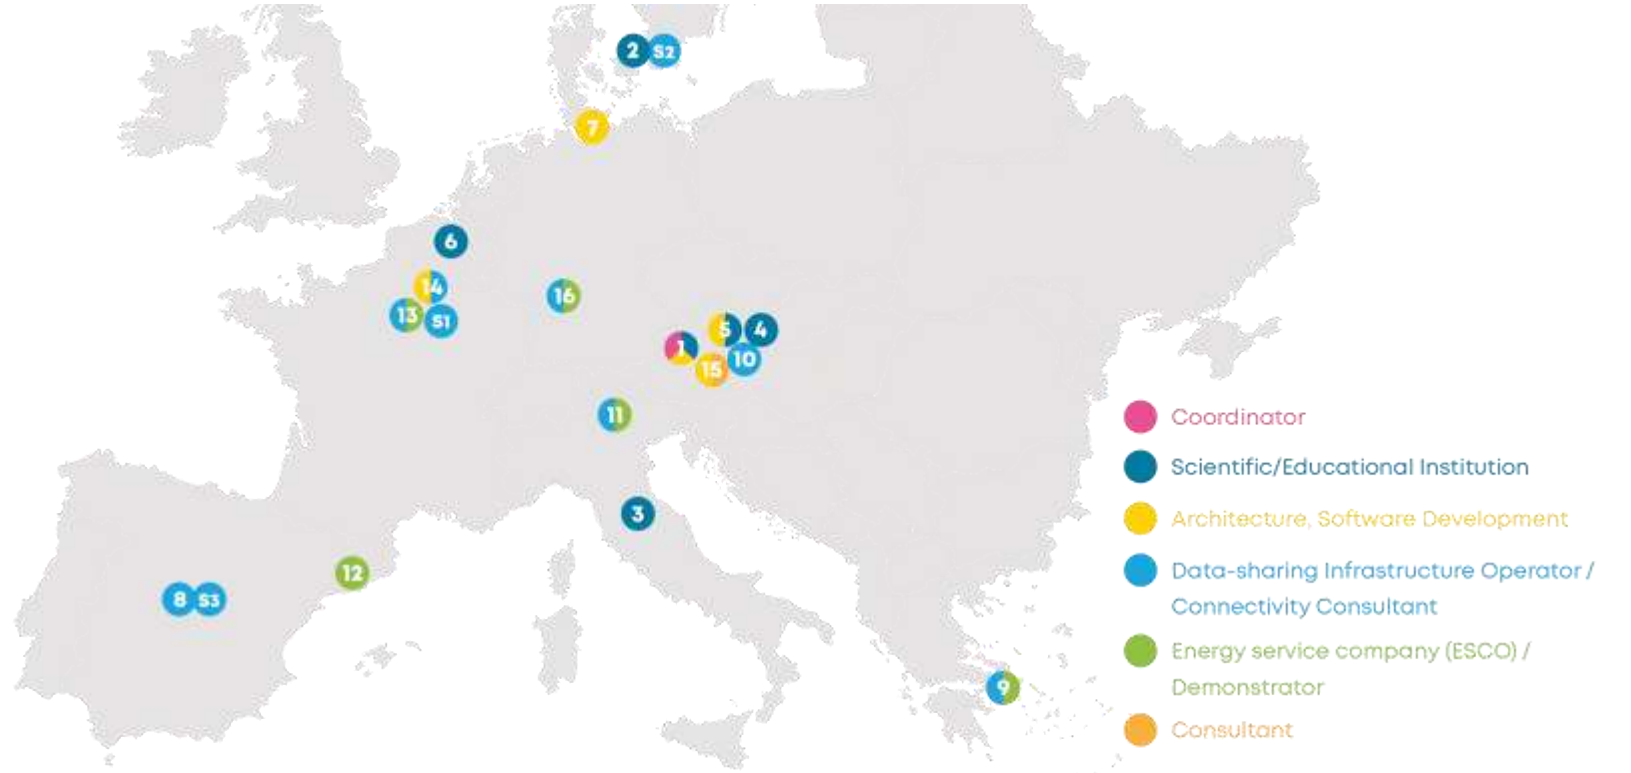 2 S2
7
6
14
13 S1
16
5 4
1
15 10
11
3
12
8 S3
9
Coordinator
Scientific/Educational Institution
Architecture, Software Development
Data-sharing Infrastructure Operator /
Connectivity Consultant
Energy service company (ESCO) /
Demonstrator
Consultant